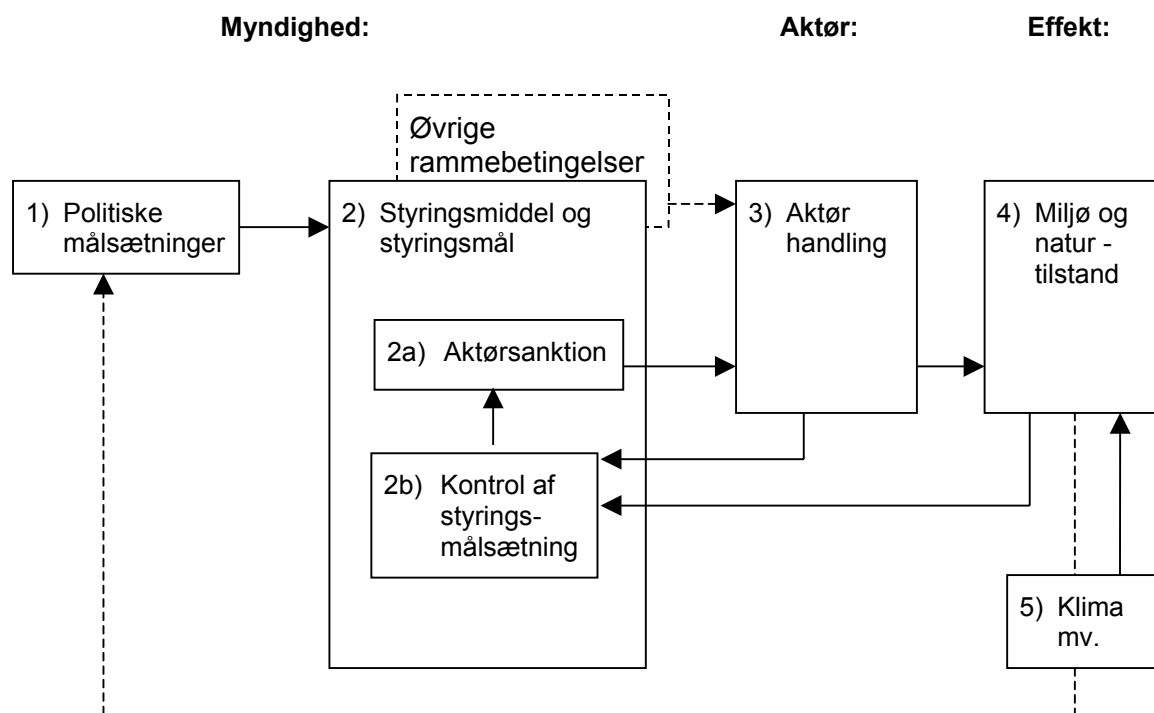 Myndighed:
Aktør:
Effekt:
Øvrige
rammebetingelser
1) Politiske
målsætninger
2) Styringsmiddel og
styringsmål
3) Aktør
handling
4) Miljø og
natur -
tilstand
2a) Aktørsanktion
2b) Kontrol af
styrings-
målsætning
5) Klima
mv.